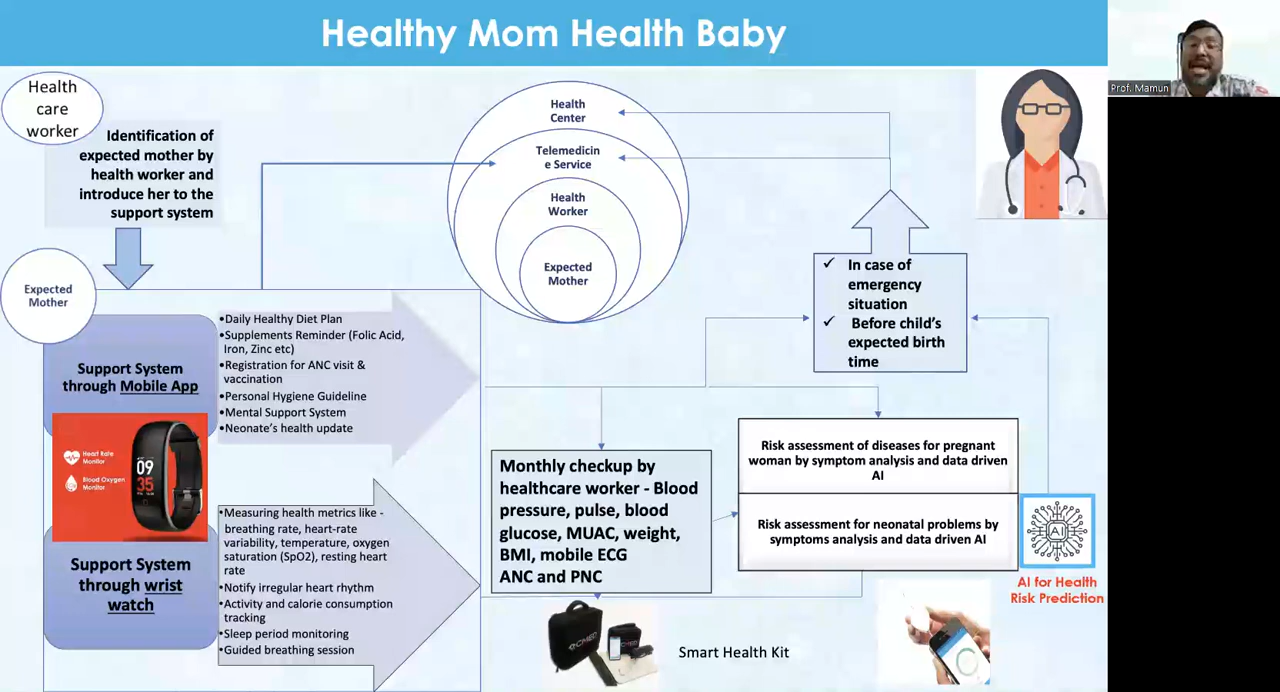 Healthy Mom Health Baby
Prof. Mamun
Health
care
worker
Identification of
expected mother by
health worker and
introduce her to the
support system
Expected
Mother
Health
Center
Telemedicin
e Service
Health
Worker
Expected
Mother
✓ In case of
emergency
situation
✓ Before child's
expected birth
time
Support System
through Mobile App
•Daily Healthy Diet Plan
•Supplements Reminder (Folic Acid,
Iron, Zinc etc)
•Registration for ANC visit &
vaccination
•Personal Hygiene Guideline
•Mental Support System
•Neonate's health update
Heart Rate
Monitor
Blood Oxygen
Monitor
09
35
Support System
through wrist
watch
•Measuring health metrics like -
breathing rate, heart-rate
variability, temperature, oxygen
saturation (SpO2), resting heart
rate
•Notify irregular heart rhythm
•Activity and calorie consumption
tracking
•Sleep period monitoring
•Guided breathing session
Monthly checkup by
healthcare worker - Blood
pressure, pulse, blood
glucose, MUAC, weight,
BMI, mobile ECG
ANC and PNC
Risk assessment of diseases for pregnant
woman by symptom analysis and data driven
AI
Risk assessment for neonatal problems by
symptoms analysis and data driven AI
AI
AI for Health
Risk Prediction
CMED
Smart Health Kit